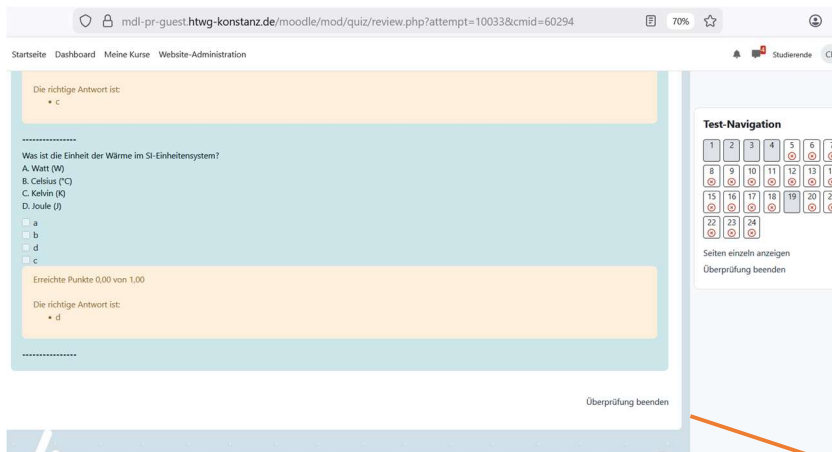 mdl-pr-guest.htwg-konstanz.de/moodle/mod/quiz/review.php?attempt=10033&cmid=60294
70%
Startseite Dashboard Meine Kurse Website-Administration
4
Studierende
Die richtige Antwort ist:
• c
----------------
Was ist die Einheit der Wärme im SI-Einheitensystem?
A. Watt (W)
B. Celsius (°C)
C. Kelvin (K)
D. Joule (J)
a
b
d
c
Erreichte Punkte 0,00 von 1,00
Die richtige Antwort ist:
• d
----------------
Überprüfung beenden
Test-Navigation
1 2 3 4 5 6 7
8 9 10 11 12 13
15 16 17 18 19 20
22 23 24
Seiten einzeln anzeigen
Überprüfung beenden